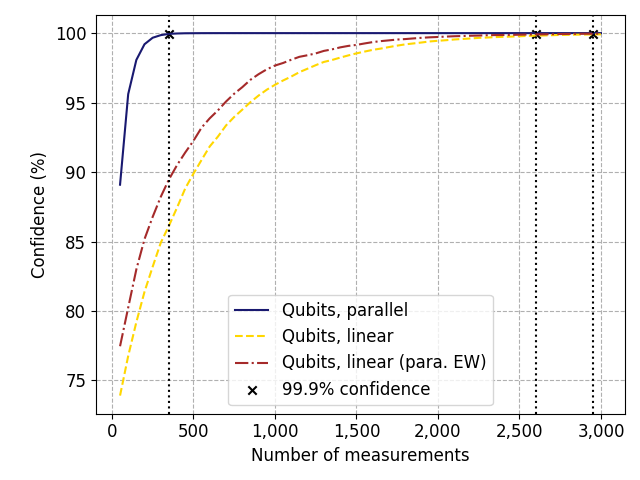 100
95
90
85
80
75
Confidence (%)
Qubits, parallel
Qubits, linear
Qubits, linear (para. EW)
99.9% confidence
0 500 1,000 1,500 2,000 2,500 3,000
Number of measurements